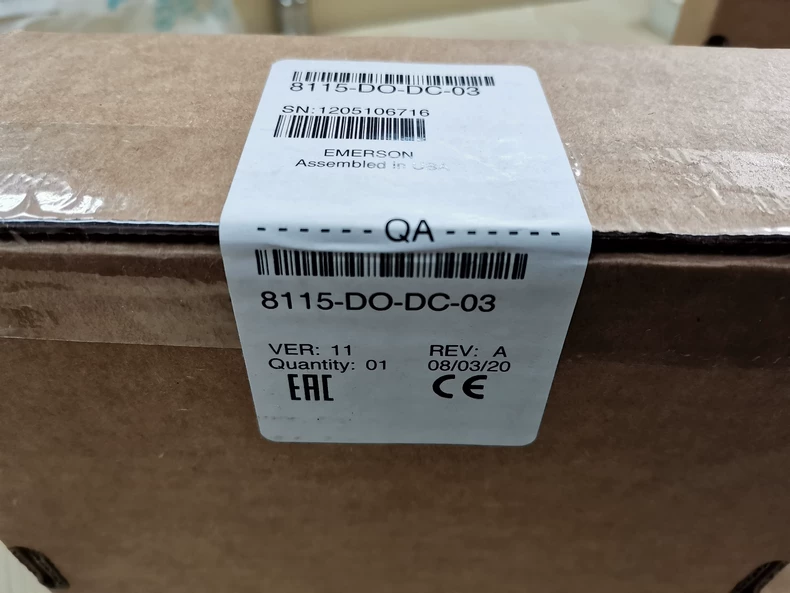 8115-DO-DC-03
SN:1205106716
EMERSON
Assembled in USA
- - - - - - QA - - - - - -
8115-DO-DC-03
VER: 11 REV: A
Quantity: 01 08/03/20
EAC CE